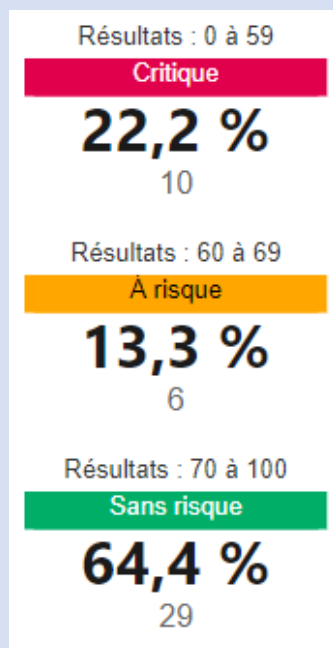 Résultats : 0 à 59
Critique
22,2 %
10
Résultats : 60 à 69
À risque
13,3 %
6
Résultats : 70 à 100
Sans risque
64,4 %
29